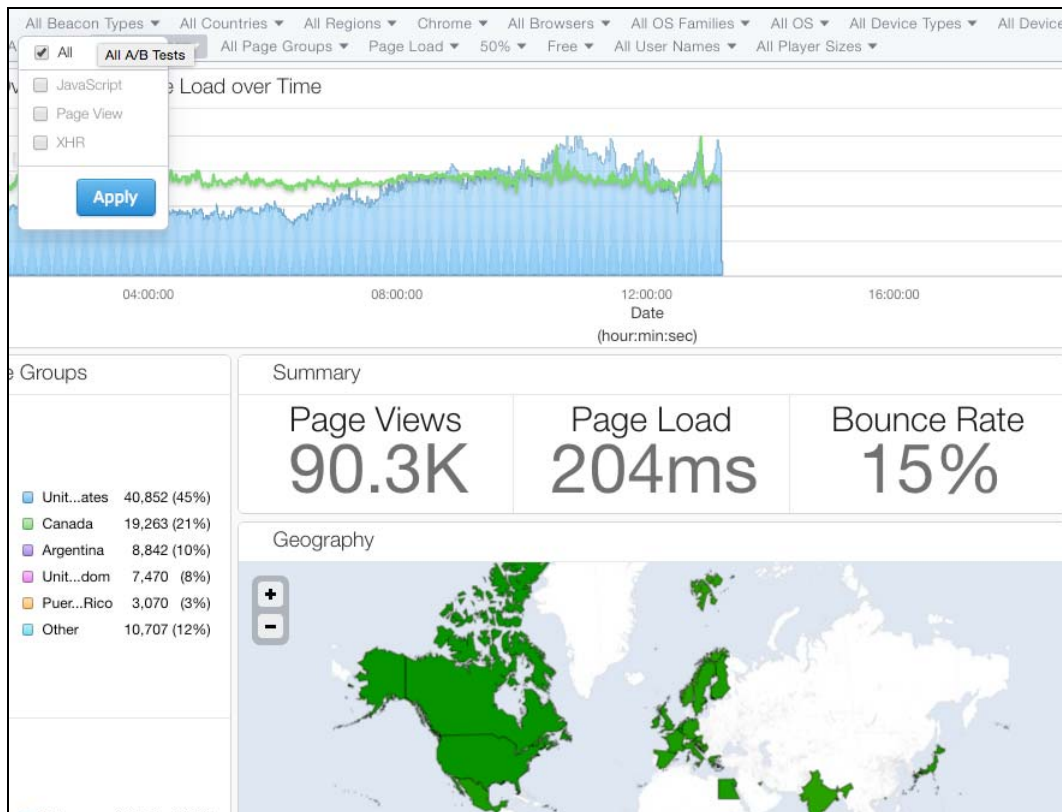 All Beacon Types All Countries All Regions Chrome All Browsers All OS Families All OS All Device Types All Device
All Page Groups Page Load 50% Free All User Names All Player Sizes
All
All A/B Tests
JavaScript
Page View
XHR
Apply
Load over Time
04:00:00 08:00:00 12:00:00 16:00:00
Date
(hour:min:sec)
Groups
Unit...ates 40,852 (45%)
Canada 19,263 (21%)
Argentina 8,842 (10%)
Unit...dom 7,470 (8%)
Puer...Rico 3,070 (3%)
Other 10,707 (12%)
Summary
Page Views Page Load Bounce Rate
90.3K 204ms 15%
Geography
+
-